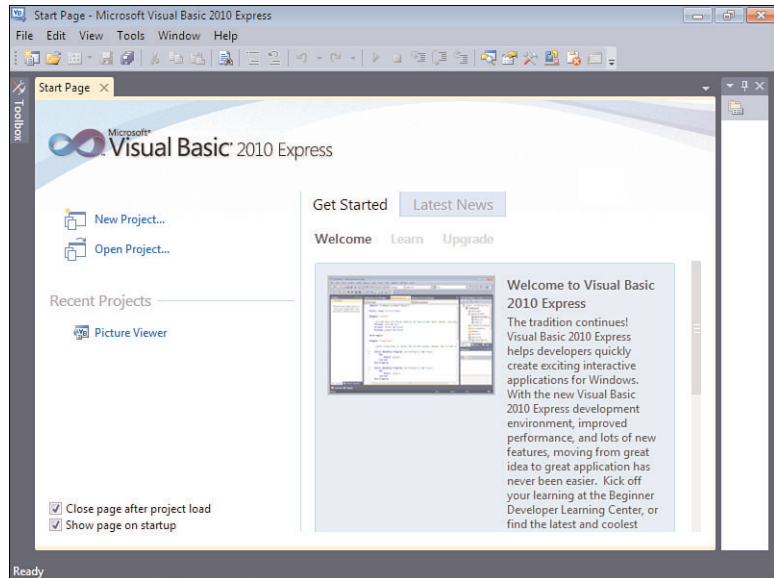 Start Page - Microsoft Visual Basic 2010 Express
File Edit View Tools Window Help
Toolbox
Start Page
Microsoft®
Visual Basic® 2010 Express
New Project...
Open Project...
Recent Projects
Picture Viewer
Close page after project load
Show page on startup
Get Started Latest News
Welcome Learn Upgrade
Welcome to Visual Basic
2010 Express
The tradition continues!
Visual Basic 2010 Express
helps developers quickly
create exciting interactive
applications for Windows.
With the new Visual Basic
2010 Express development
environment, improved
performance, and lots of new
features, moving from great
idea to great application has
never been easier. Kick off
your learning at the Beginner
Developer Learning Center, or
find the latest and coolest
Ready